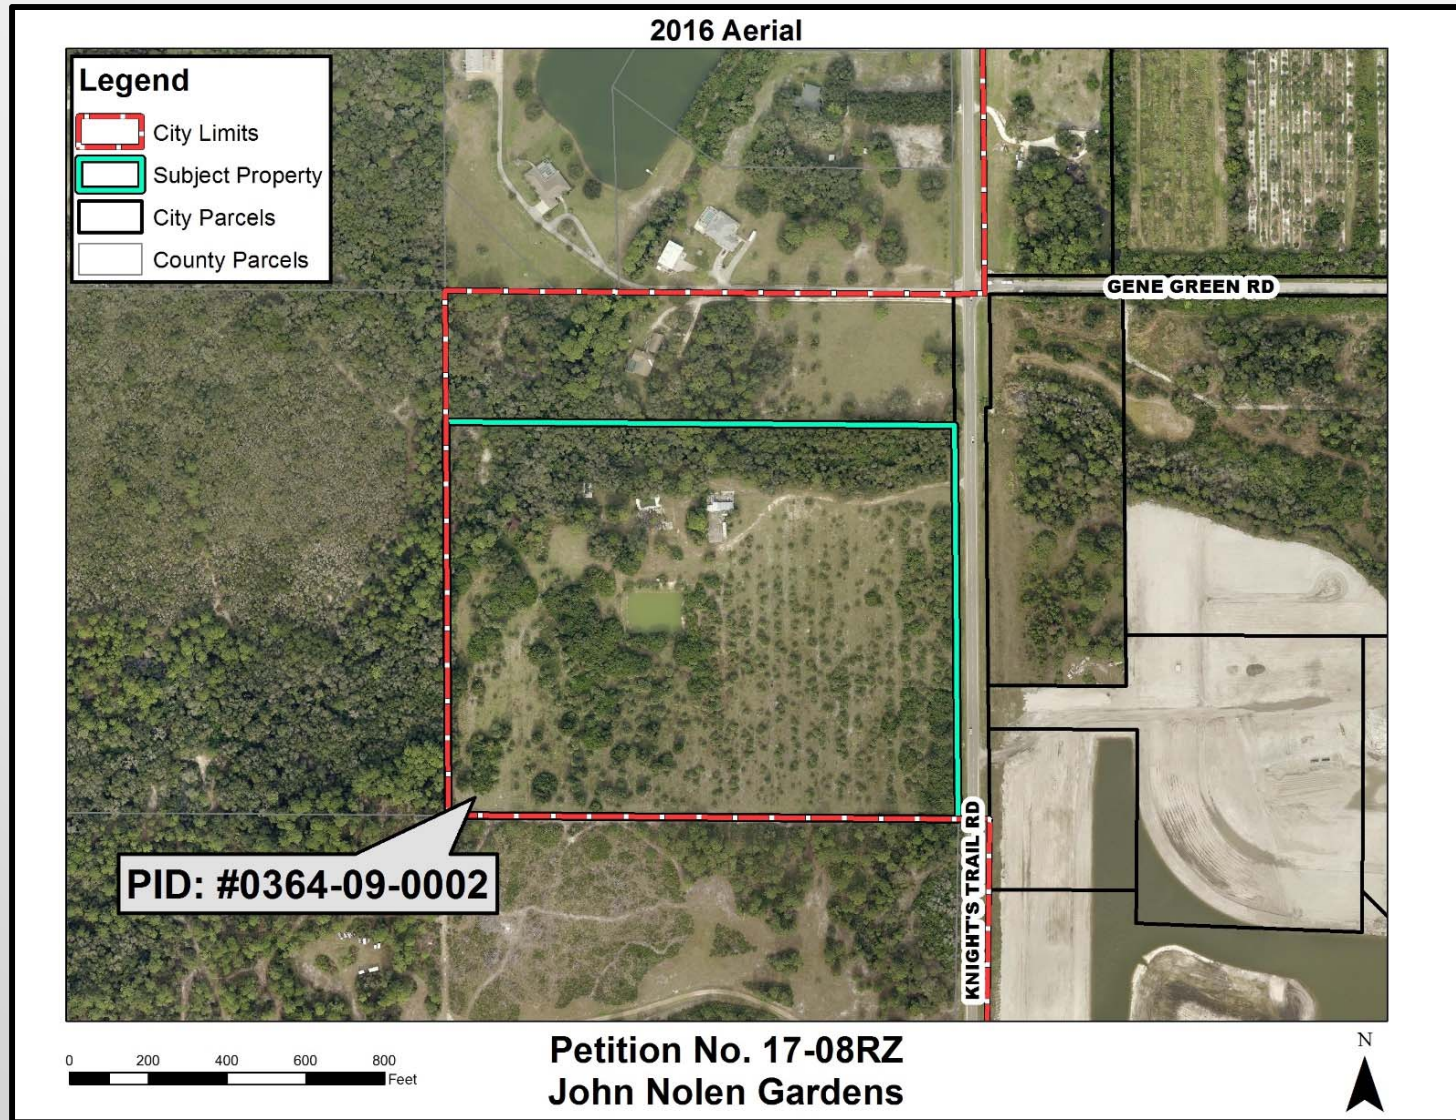 2016 Aerial
Legend
City Limits
Subject Property
City Parcels
County Parcels
GENE GREEN RD
KNIGHT'S TRAIL RD
PID: #0364-09-0002
0 200 400 600 800
Feet
Petition No. 17-08RZ
John Nolen Gardens
N